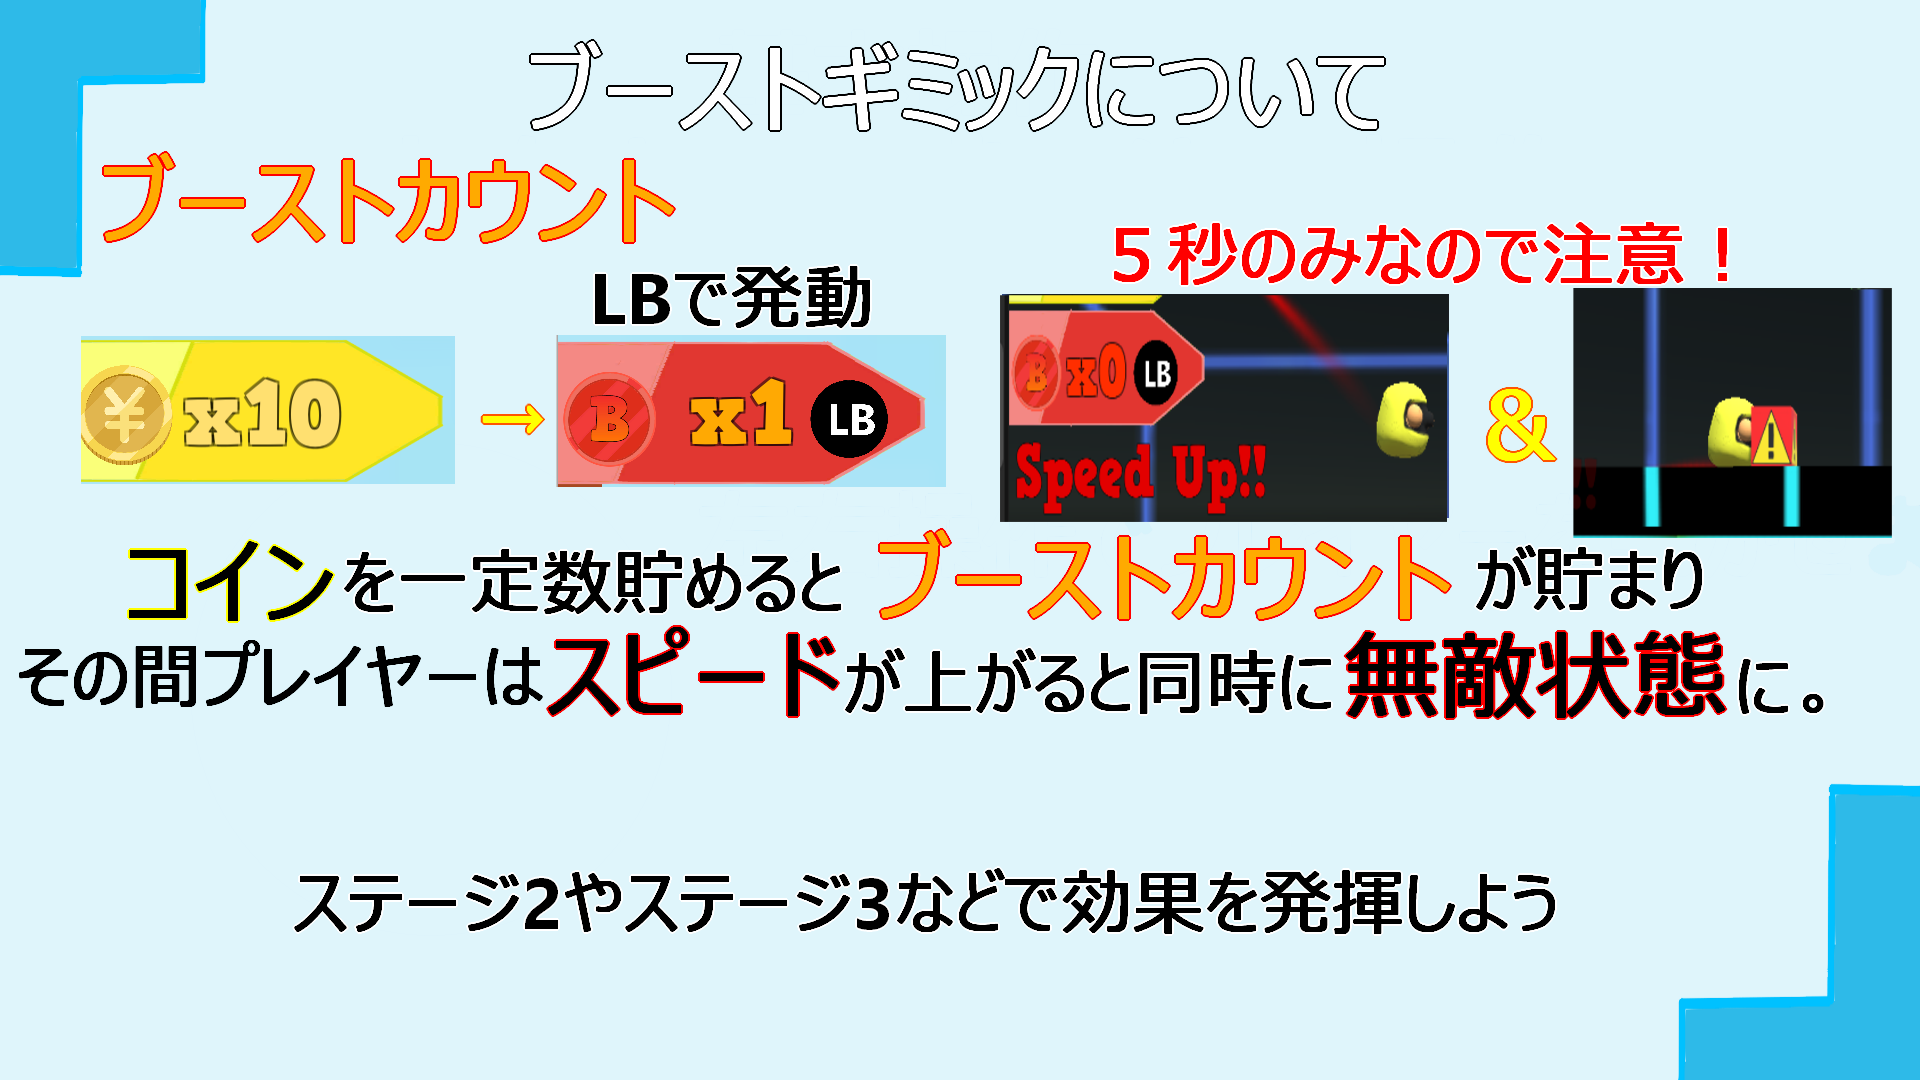 ブーストギミックについて
ブーストカウント
5秒のみなので注意！
LBで発動
¥ x10 → B x1 LB
B x0 LB
Speed Up!!
&
!
!!
コインを一定数貯めると ブーストカウント が貯まり
その間プレイヤーはスピードが上がると同時に無敵状態に。
ステージ2やステージ3などで効果を発揮しよう